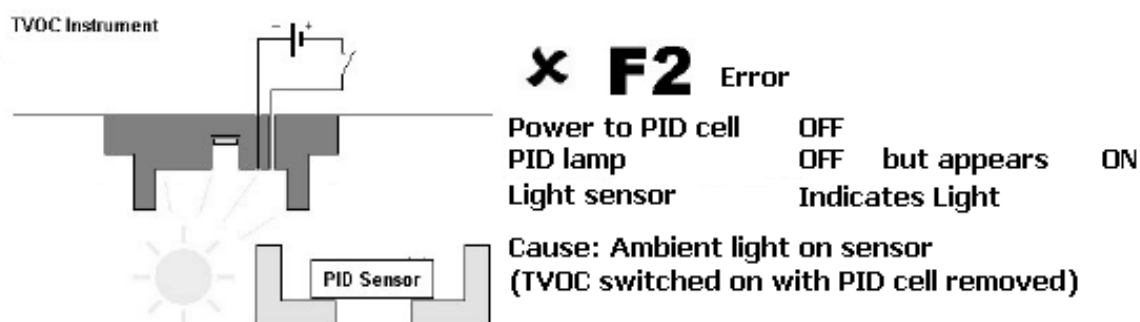 TVOC Instrument
- +
✘ F2 Error
Power to PID cell OFF
PID lamp OFF but appears ON
Light sensor Indicates Light
Cause: Ambient light on sensor
(TVOC switched on with PID cell removed)
PID Sensor